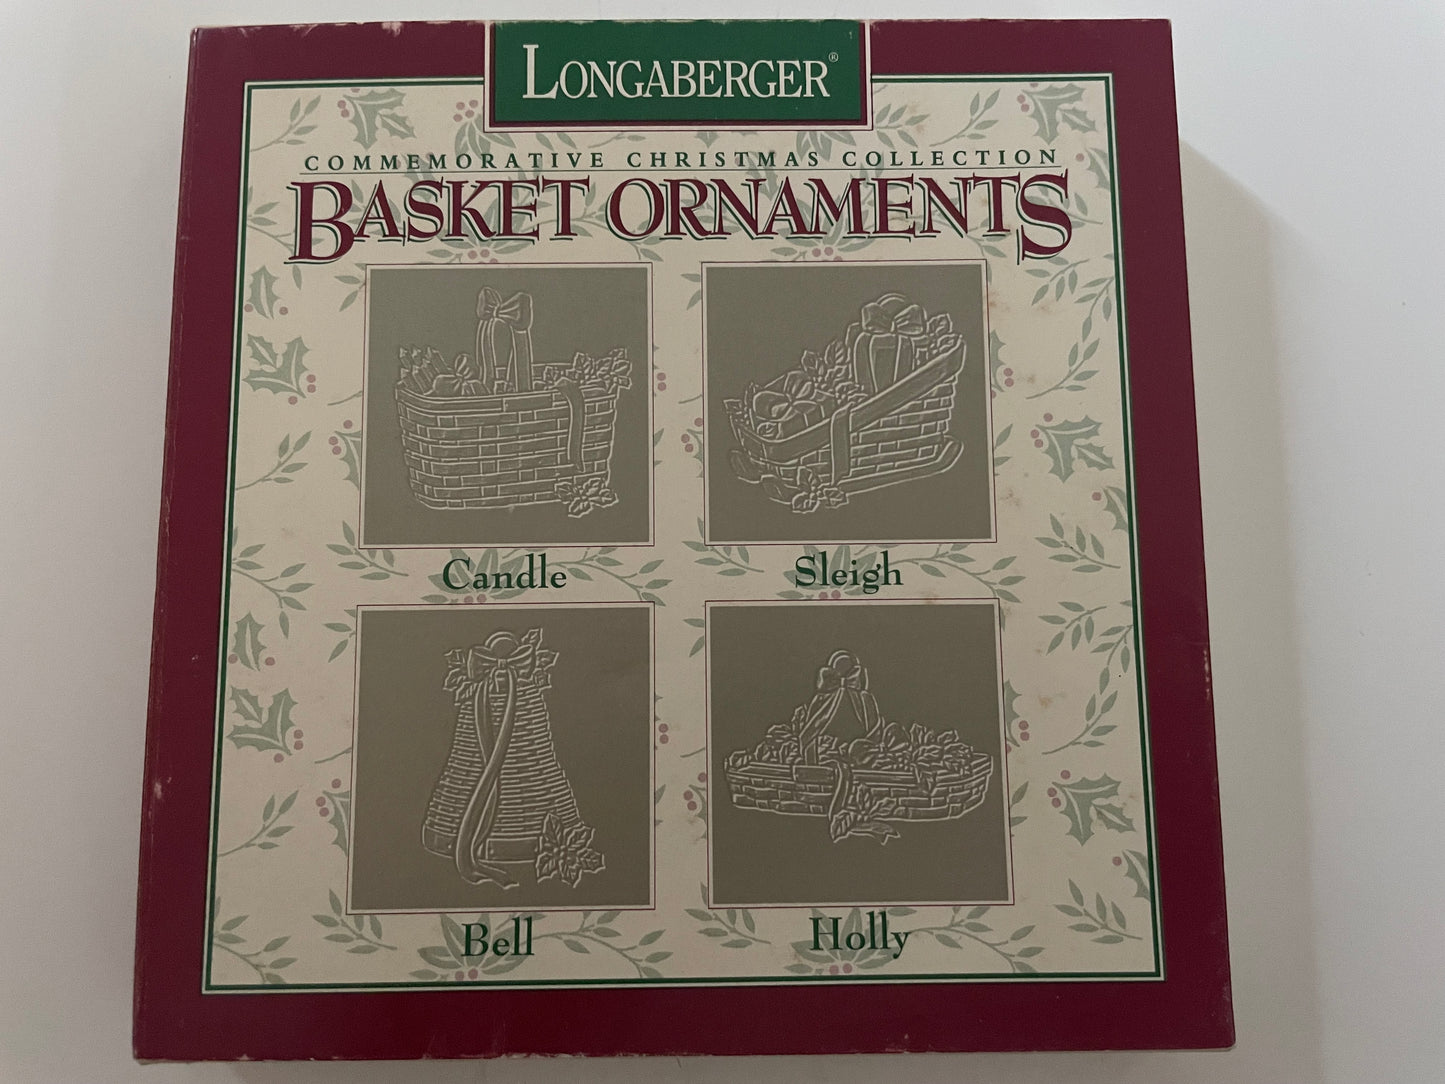 LONGABERGER®
COMMEMORATIVE CHRISTMAS COLLECTION
BASKET ORNAMENTS
Candle
Sleigh
Bell
Holly